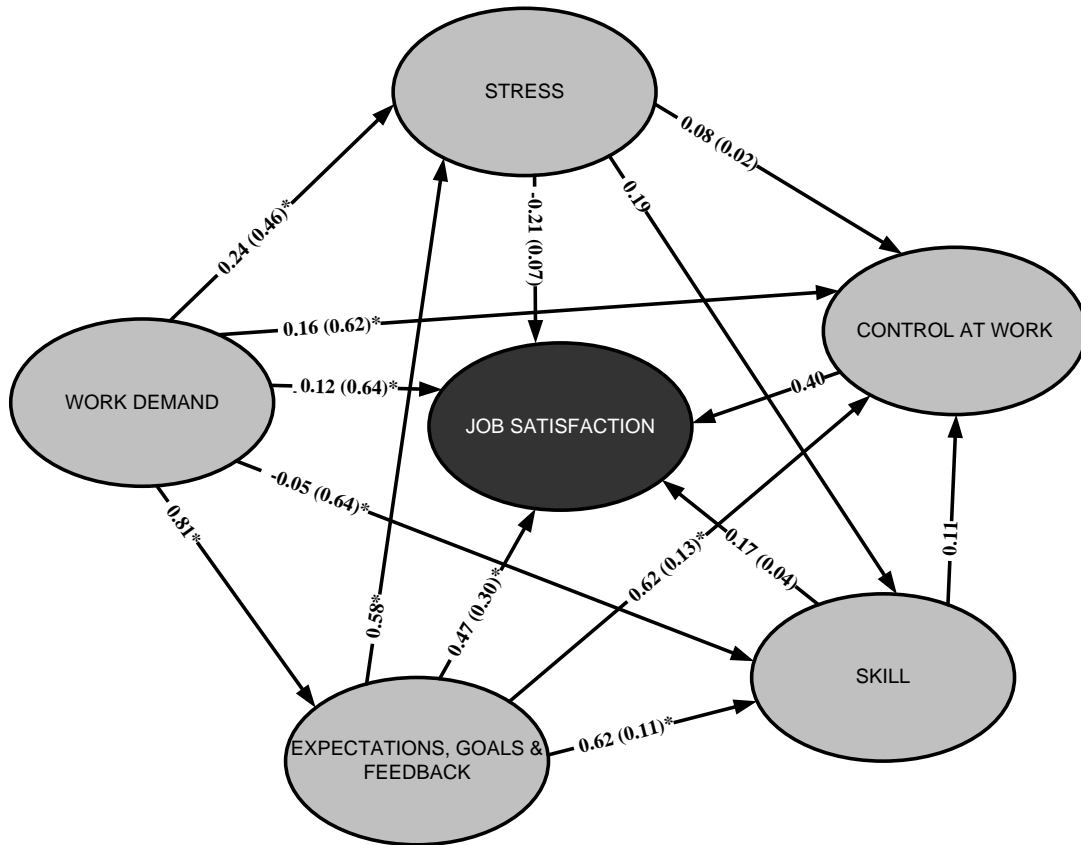 STRESS
0.08 (0.02)
0.19
-0.21 (0.07)
0.24 (0.46)*
0.16 (0.62)*
CONTROL AT WORK
WORK DEMAND
- 0.12 (0.64)*
0.40
JOB SATISFACTION
-0.05 (0.64)*
0.81*
0.58*
0.47 (0.30)*
0.62 (0.13)*
0.17 (0.04)
0.11
SKILL
0.62 (0.11)*
EXPECTATIONS, GOALS &
FEEDBACK